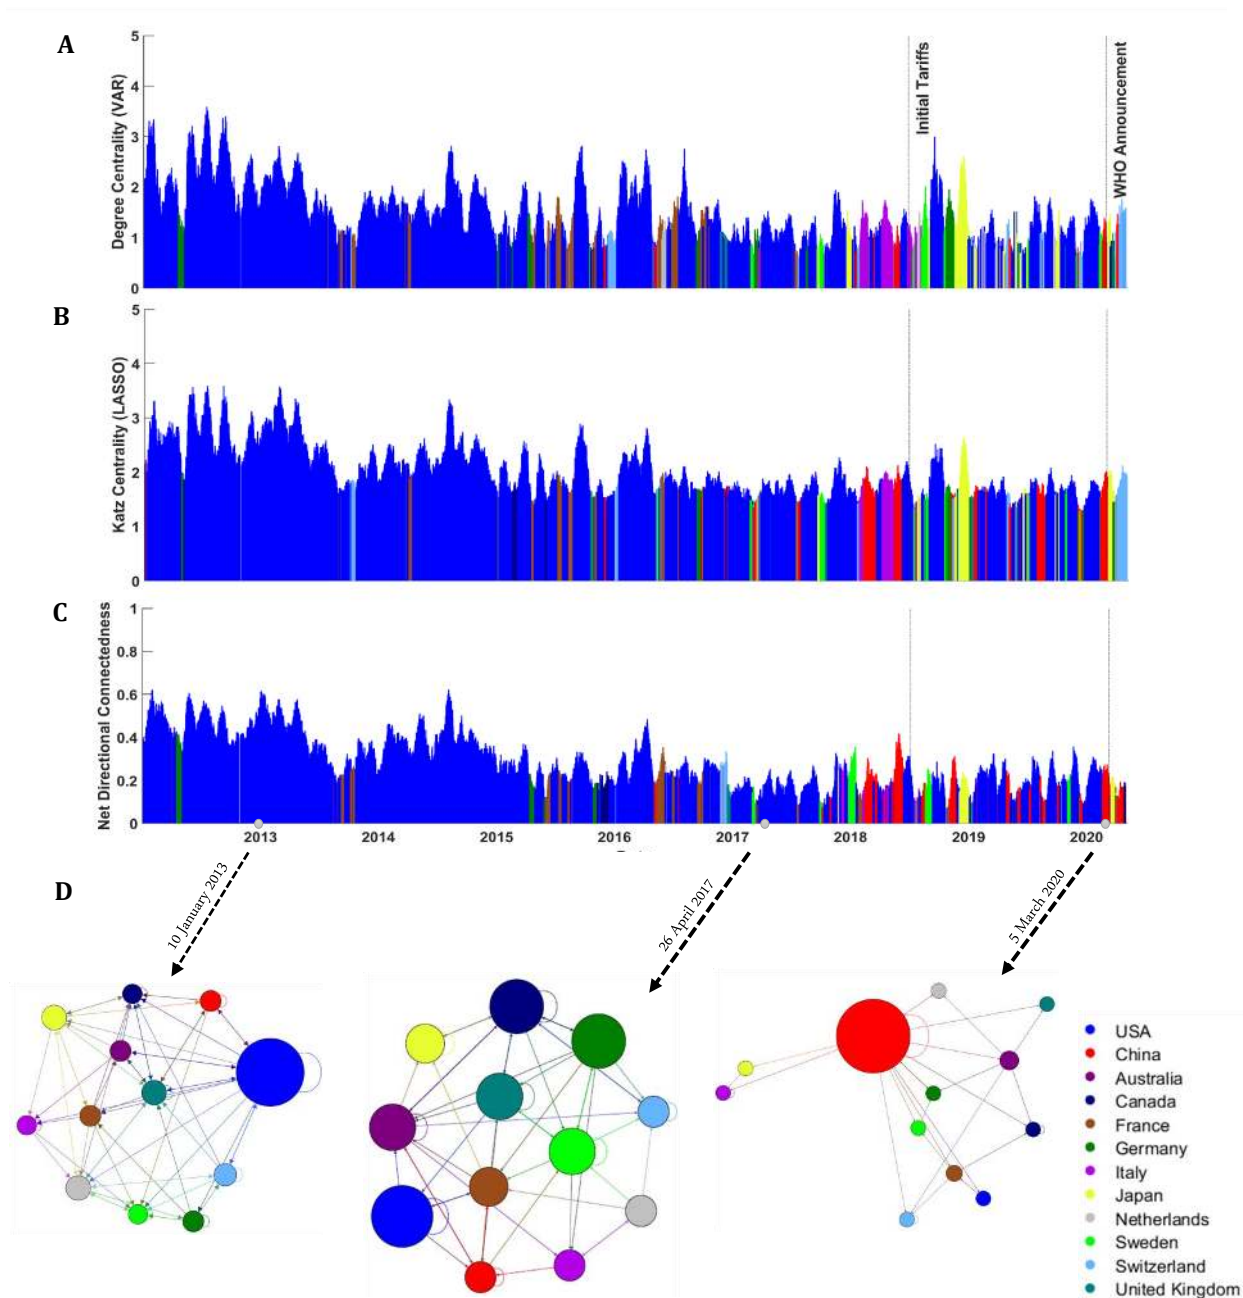 A
Degree Centrality (VAR)
5
4
3
2
1
0
Initial Tariffs
WHO Announcement
B
Katz Centrality (LASSO)
5
4
3
2
1
0
C
Net Directional Connectedness
1
0.8
0.6
0.4
0.2
0
2013 2014 2015 2016 2017 2018 2019 2020
D
10 January 2013
26 April 2017
5 March 2020
USA
China
Australia
Canada
France
Germany
Italy
Japan
Netherlands
Sweden
Switzerland
United Kingdom